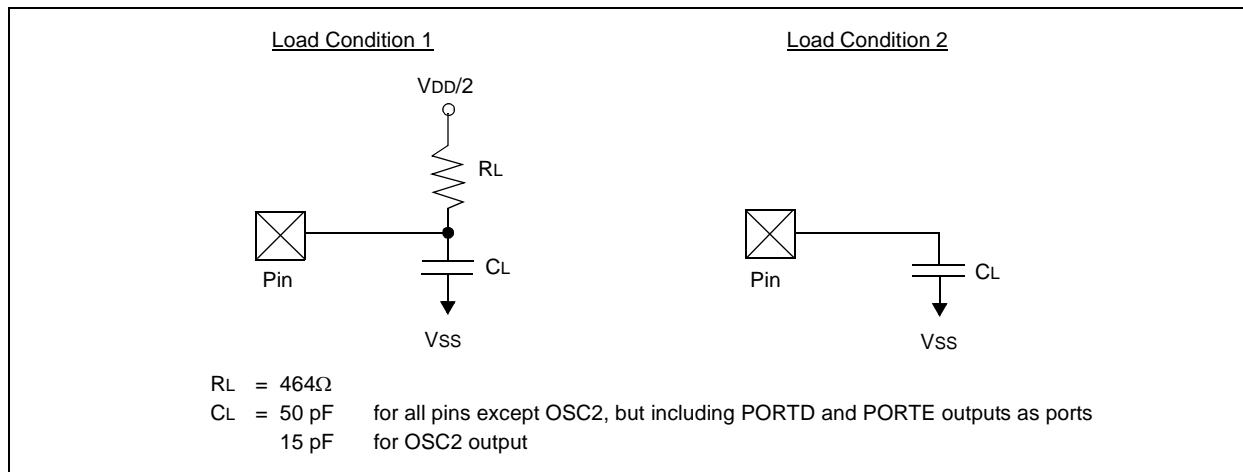 Load Condition 1
VDD/2
RL
Pin
CL
VSS
Load Condition 2
Pin
CL
VSS
RL = 464Ω
CL = 50 pF for all pins except OSC2, but including PORTD and PORTE outputs as ports
15 pF for OSC2 output